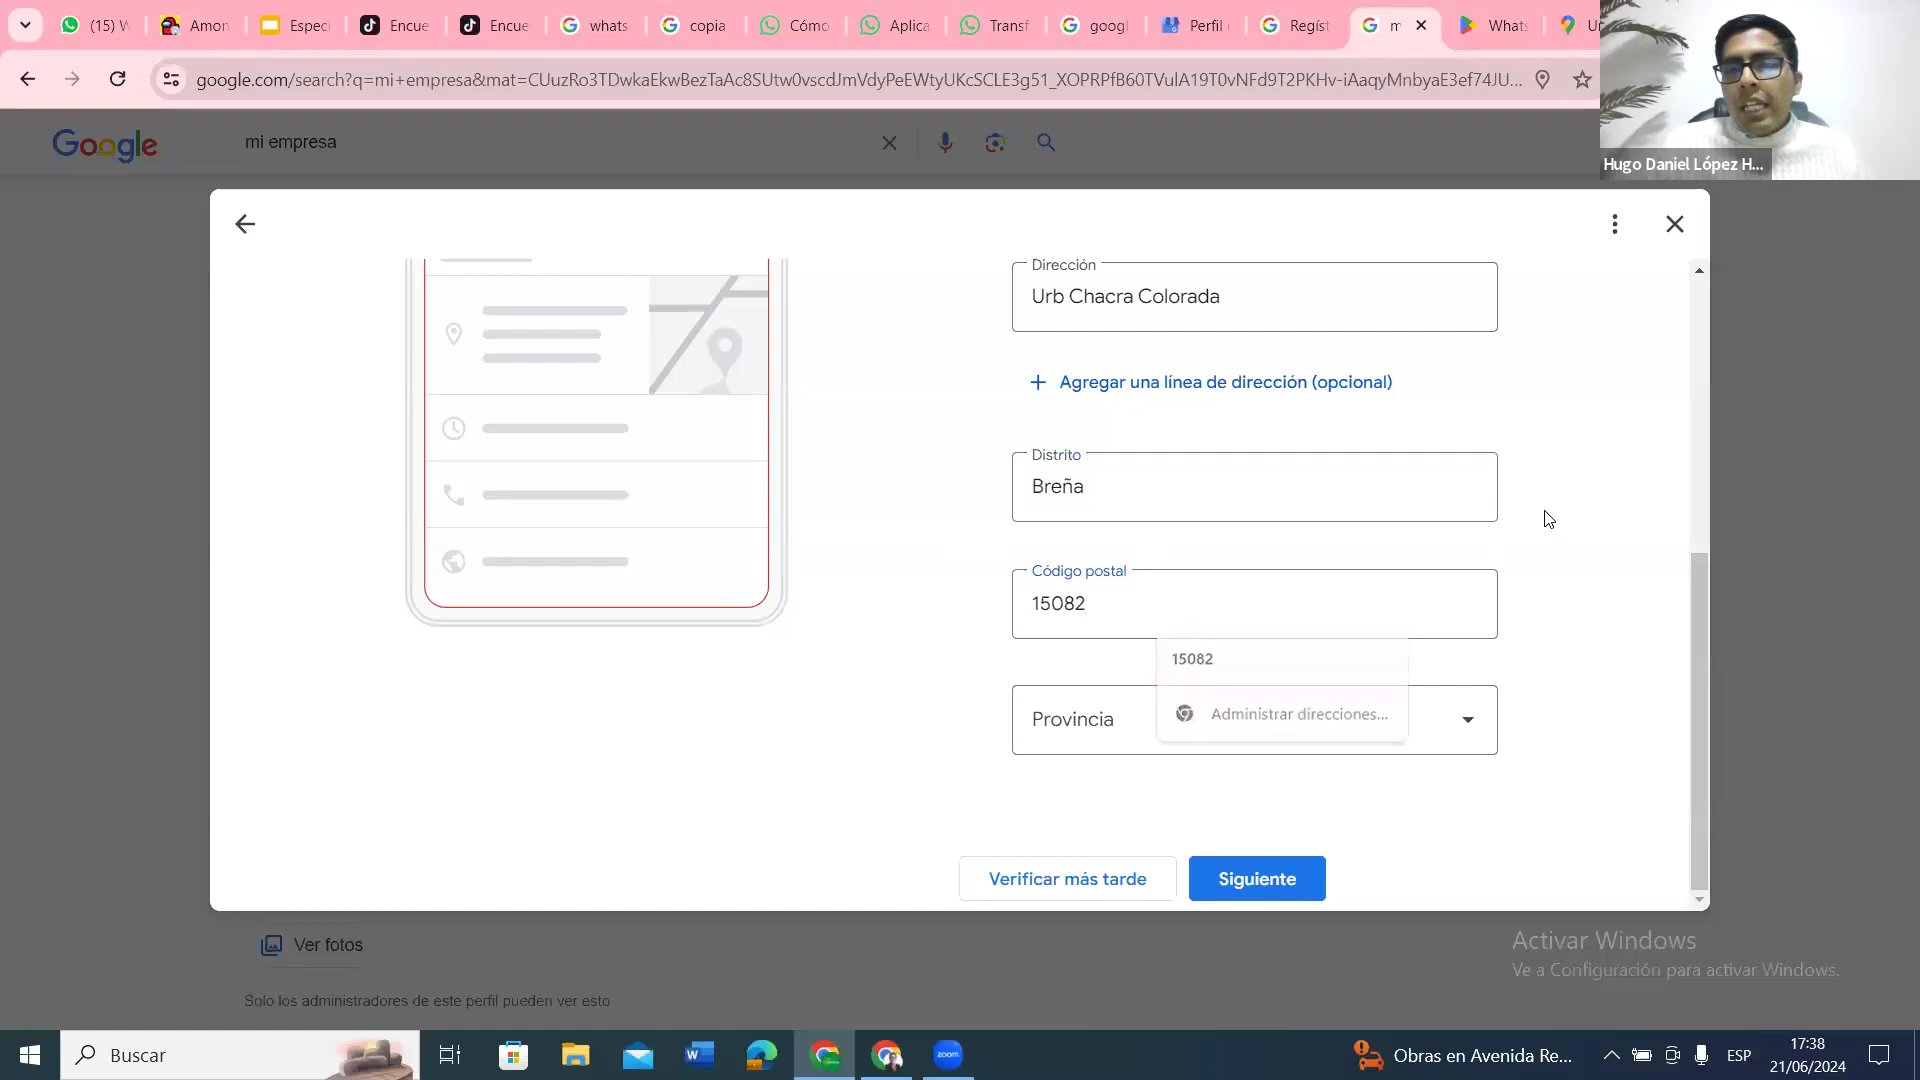 (15) W
Amon
Especi
Encue
Encue
whats
copia
Cómo
Aplica
Transf
googl
Perfil
Regíst
m
Whats
google.com/search?q=mi+empresa&mat=CUuzRo3TDwkaEkwBezTaAc8SUtw0vscdJmVdyPeEWtyUKcSCLE3g51_XOPRPfB60TVulA19T0vNFd9T2PKHv-iAaqyMnbyaE3ef74JU...
Hugo Daniel López H...
Google
mi empresa
Dirección
Urb Chacra Colorada
+ Agregar una línea de dirección (opcional)
Distrito
Breña
Código postal
15082
15082
Administrar direcciones...
Provincia
Verificar más tarde
Siguiente
Ver fotos
Solo los administradores de este perfil pueden ver esto
Activar Windows
Ve a Configuración para activar Windows.
Buscar
zoom
Obras en Avenida Re...
ESP
17:38
21/06/2024